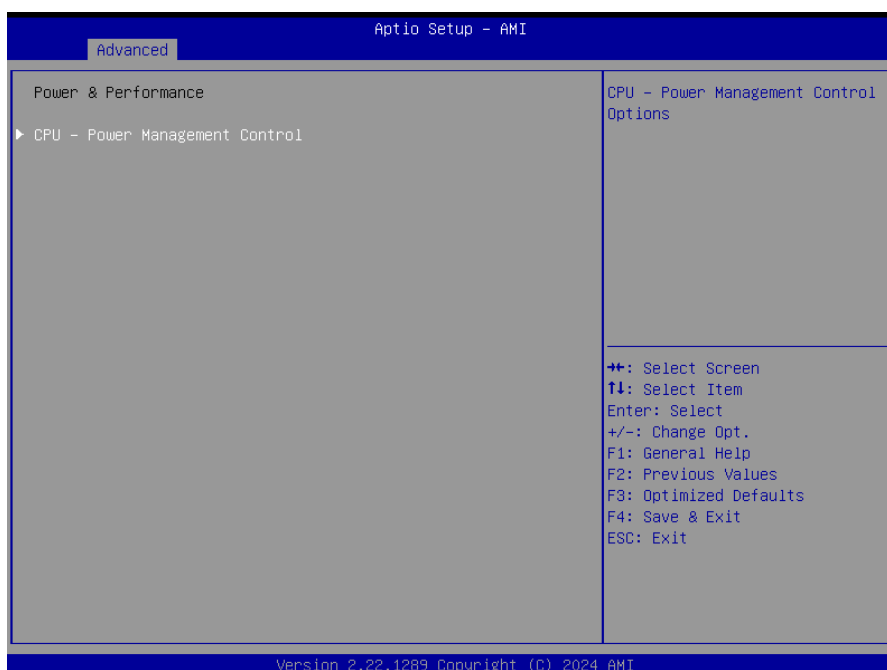 Aptio Setup – AMI
Advanced
Power & Performance
▶ CPU – Power Management Control
CPU – Power Management Control
Options
→←: Select Screen
↑↓: Select Item
Enter: Select
+/-: Change Opt.
F1: General Help
F2: Previous Values
F3: Optimized Defaults
F4: Save & Exit
ESC: Exit
Version 2.22.1289 Copyright (C) 2024 AMI